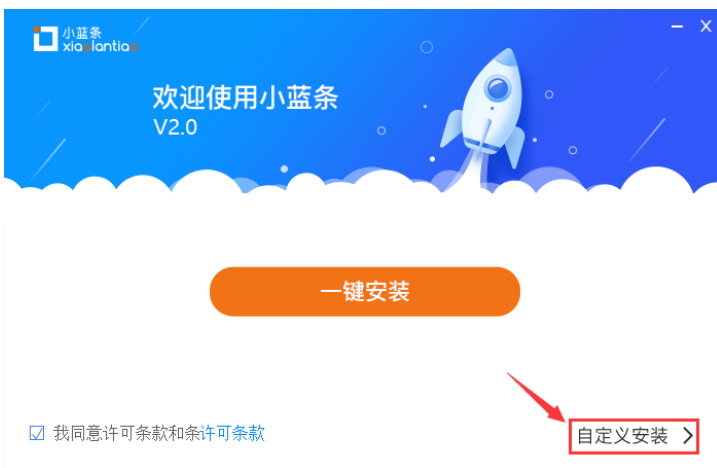 小蓝条
xiaolantiao
欢迎使用小蓝条
V2.0
一键安装
我同意许可条款和条许可条款
自定义安装